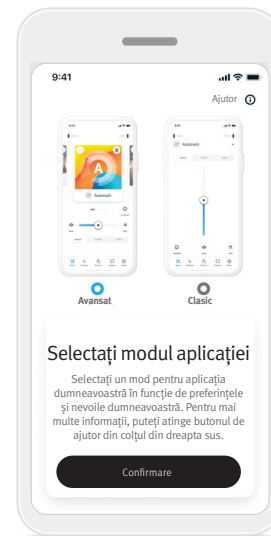 9:41
Ajutor
Automatic
Automatic
A
Automatic
Avansat
Clasic
Selectați modul aplicației
Selectați un mod pentru aplicația
dumneavoastră în funcție de preferințele
și nevoile dumneavoastră. Pentru mai
multe informații, puteți atinge butonul de
ajutor din colțul din dreapta sus.
Confirmare